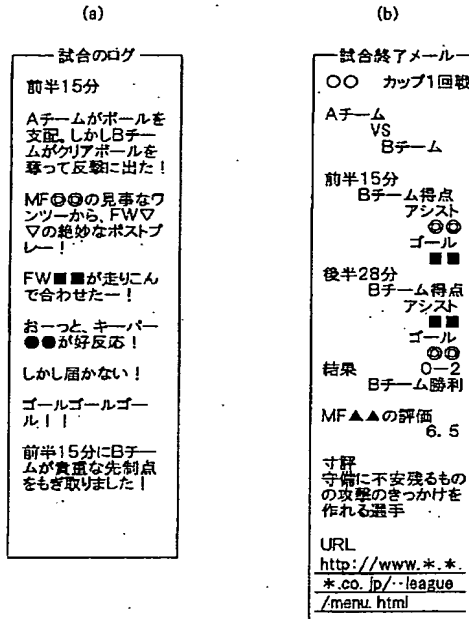 (a)
試合のログ
前半15分
Aチームがボールを
支配。しかしBチー
ムがクリアボールを
奪って反撃に出た!
MF◎◎の見事なワ
ンツーから、FW▽
▽の絶妙なポストプ
レー!
FW■■が走りこん
で合わせたー!
おーっと、キーパー
●●が好反応!
しかし届かない!
ゴールゴールゴー
ル!!
前半15分にBチー
ムが貴重な先制点
をもぎ取りました!
(b)
試合終了メール
○○ カップ1回戦
Aチーム
VS
Bチーム
前半15分
Bチーム得点
アシスト
◎◎
ゴール
■■
後半28分
Bチーム得点
アシスト
■■
ゴール
◎◎
結果 0−2
Bチーム勝利
MF▲▲の評価
6.5
寸評
守備に不安残るもの
の攻撃のきっかけを
作れる選手
URL
http://www.*.*.
*.co.jp/‥league
/menu.html